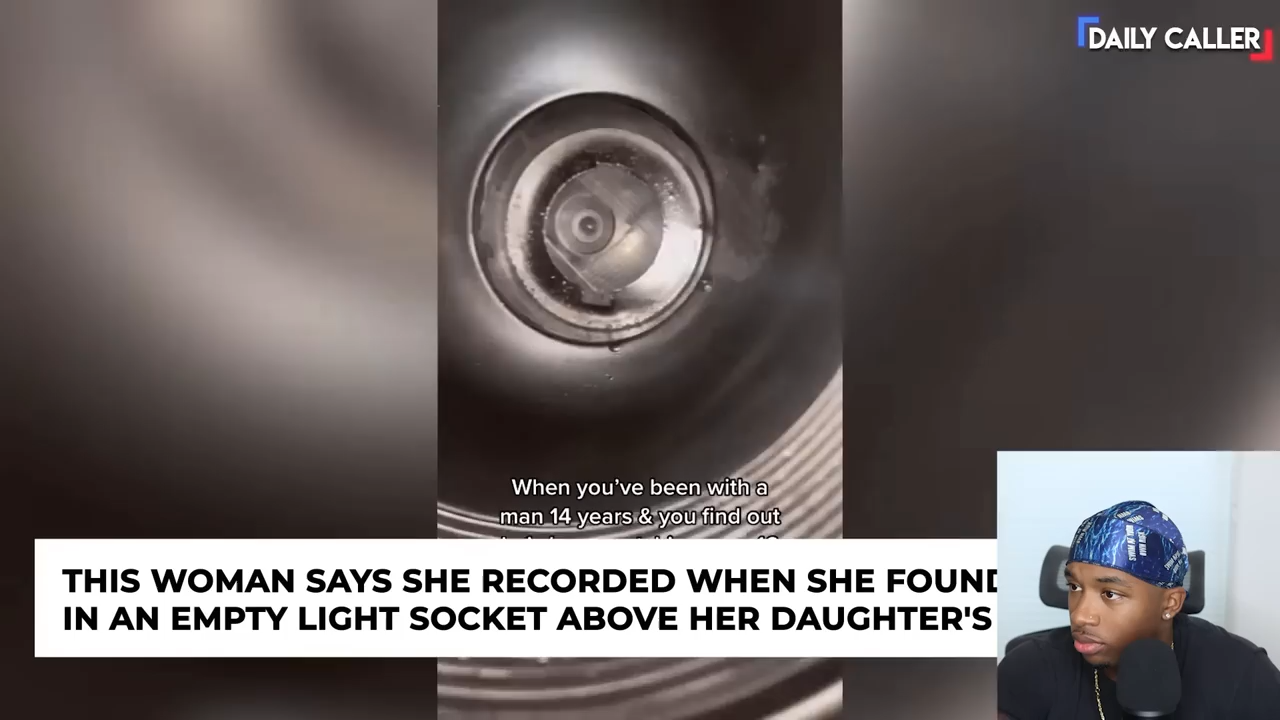 DAILY CALLER
When you've been with a
man 14 years & you find out
THIS WOMAN SAYS SHE RECORDED WHEN SHE FOUND
IN AN EMPTY LIGHT SOCKET ABOVE HER DAUGHTER'S